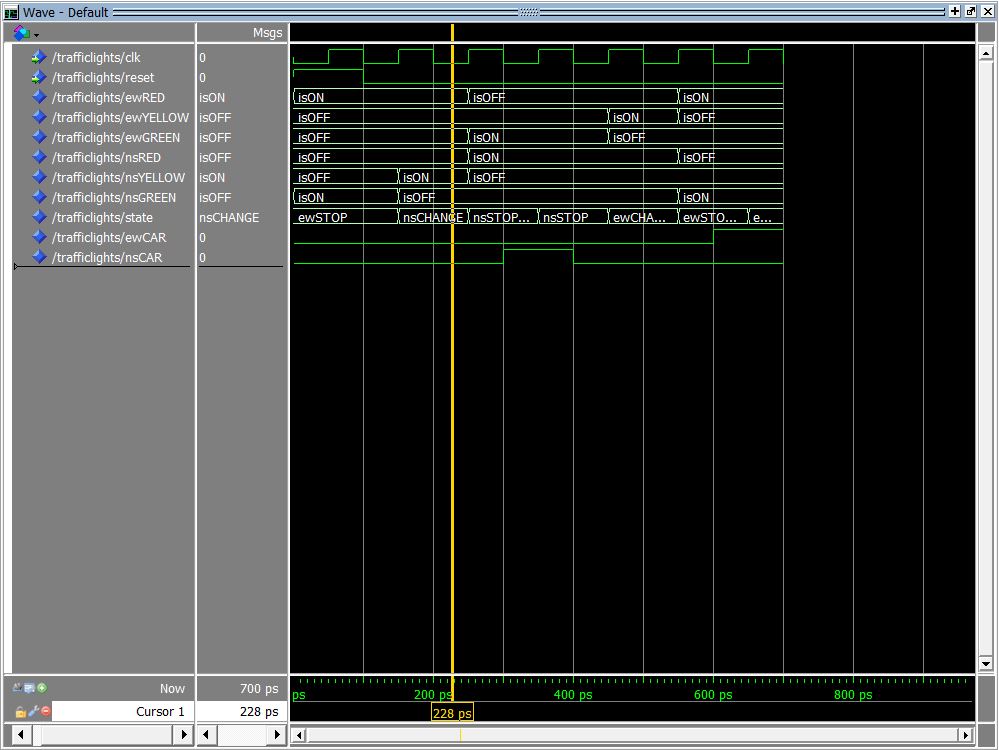 Wave - Default
Msgs
/trafficlights/clk 0
/trafficlights/reset 0
/trafficlights/ewRED isON isON isOFF isON
/trafficlights/ewYELLOW isOFF isOFF isON isOFF
/trafficlights/ewGREEN isOFF isOFF isON isOFF
/trafficlights/nsRED isOFF isOFF isON isOFF
/trafficlights/nsYELLOW isON isOFF isON isOFF
/trafficlights/nsGREEN isOFF isON isOFF isON
/trafficlights/state nsCHANGE ewSTOP nsCHANGE nsSTOP... nsSTOP ewCHA... ewSTO... e...
/trafficlights/ewCAR 0
/trafficlights/nsCAR 0
Now 700 ps ps 200 ps 400 ps 600 ps 800 ps
Cursor 1 228 ps 228 ps